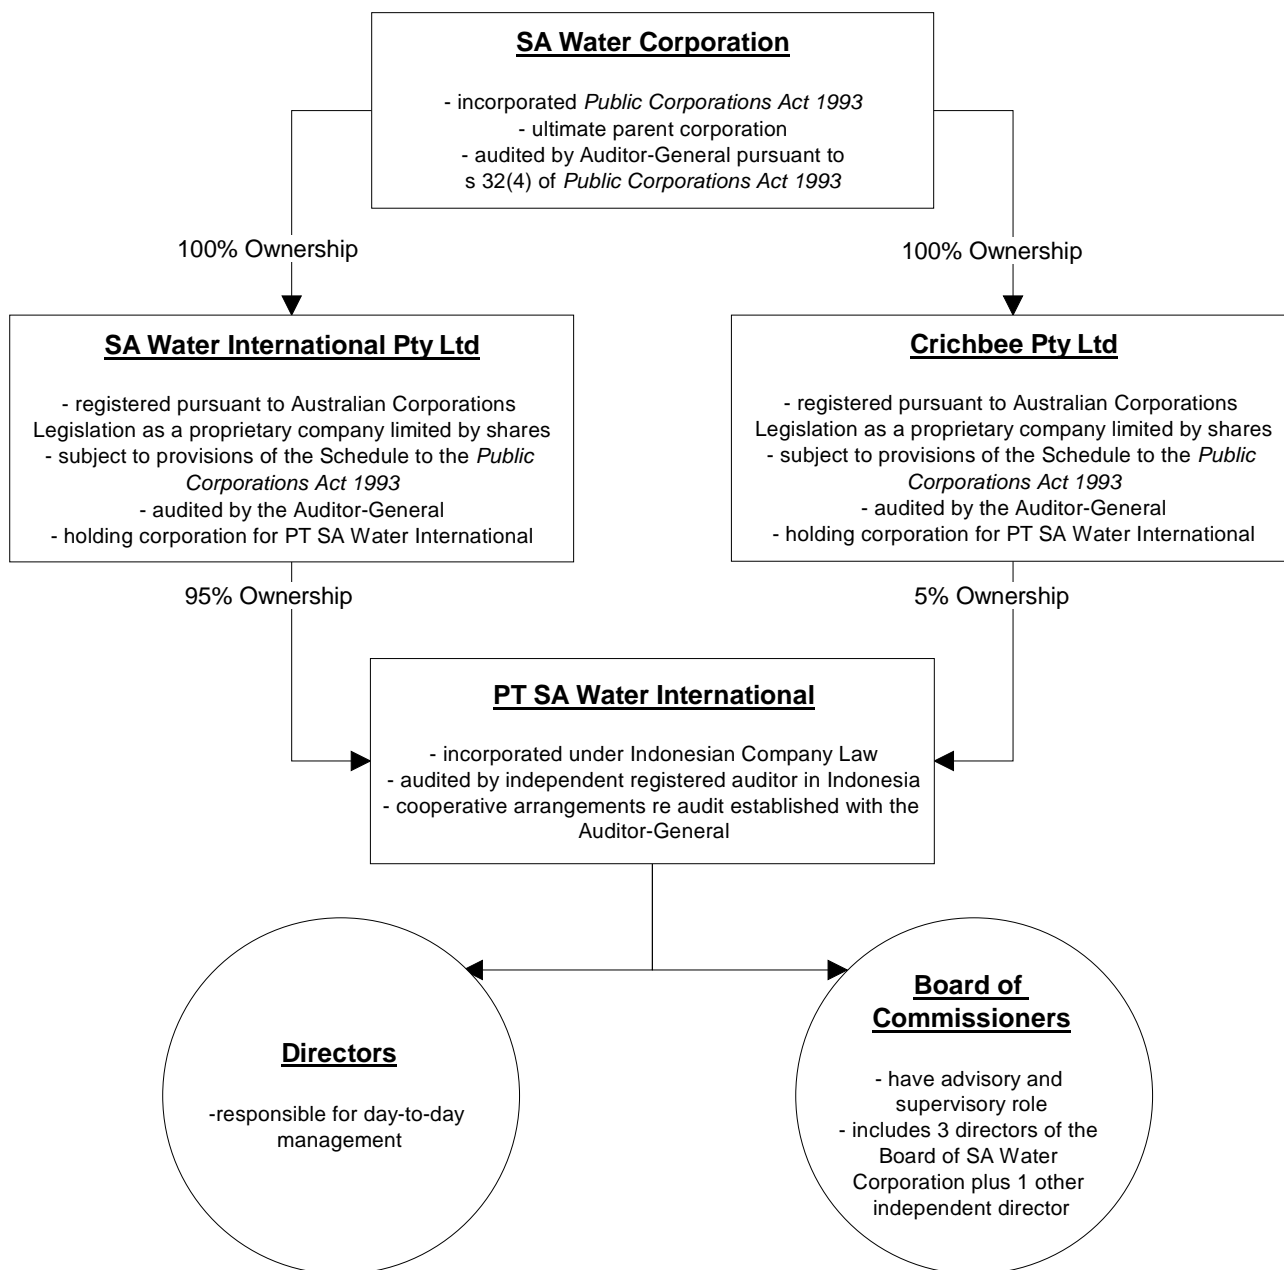 SA Water Corporation
- incorporated Public Corporations Act 1993
- ultimate parent corporation
- audited by Auditor-General pursuant to
s 32(4) of Public Corporations Act 1993
100% Ownership
100% Ownership
SA Water International Pty Ltd
- registered pursuant to Australian Corporations
Legislation as a proprietary company limited by shares
- subject to provisions of the Schedule to the Public
Corporations Act 1993
- audited by the Auditor-General
- holding corporation for PT SA Water International
Crichbee Pty Ltd
- registered pursuant to Australian Corporations
Legislation as a proprietary company limited by shares
- subject to provisions of the Schedule to the Public
Corporations Act 1993
- audited by the Auditor-General
- holding corporation for PT SA Water International
95% Ownership
5% Ownership
PT SA Water International
- incorporated under Indonesian Company Law
- audited by independent registered auditor in Indonesia
- cooperative arrangements re audit established with the
Auditor-General
Directors
-responsible for day-to-day
management
Board of
Commissioners
- have advisory and
supervisory role
- includes 3 directors of the
Board of SA Water
Corporation plus 1 other
independent director